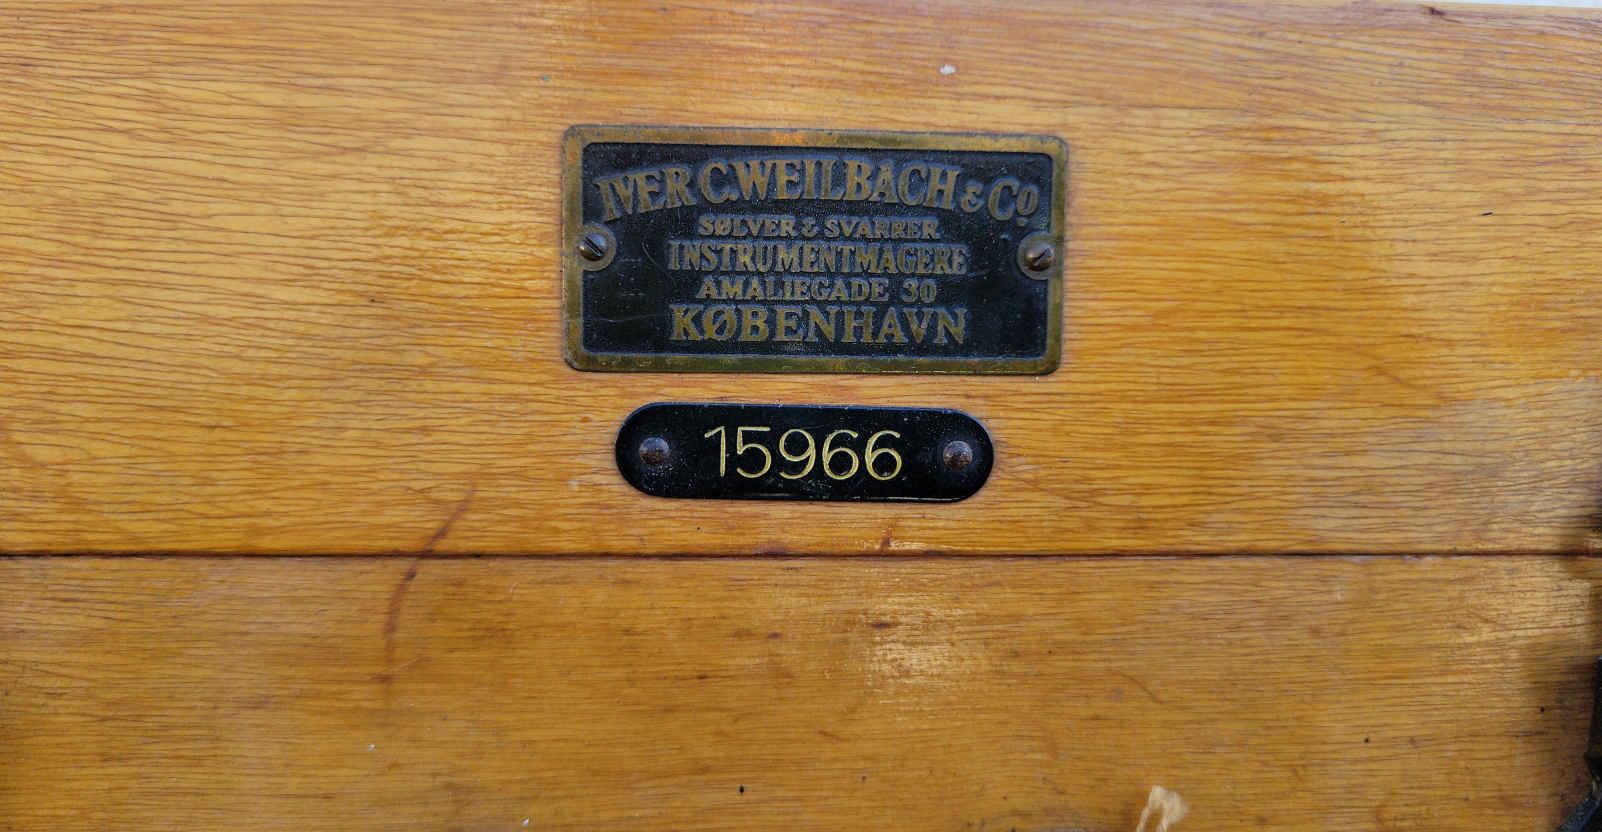 IVER C. WEILBACH & Co
SØLVER & SVARRER
INSTRUMENTMAGERE
AMALIEGADE 30
KØBENHAVN
15966